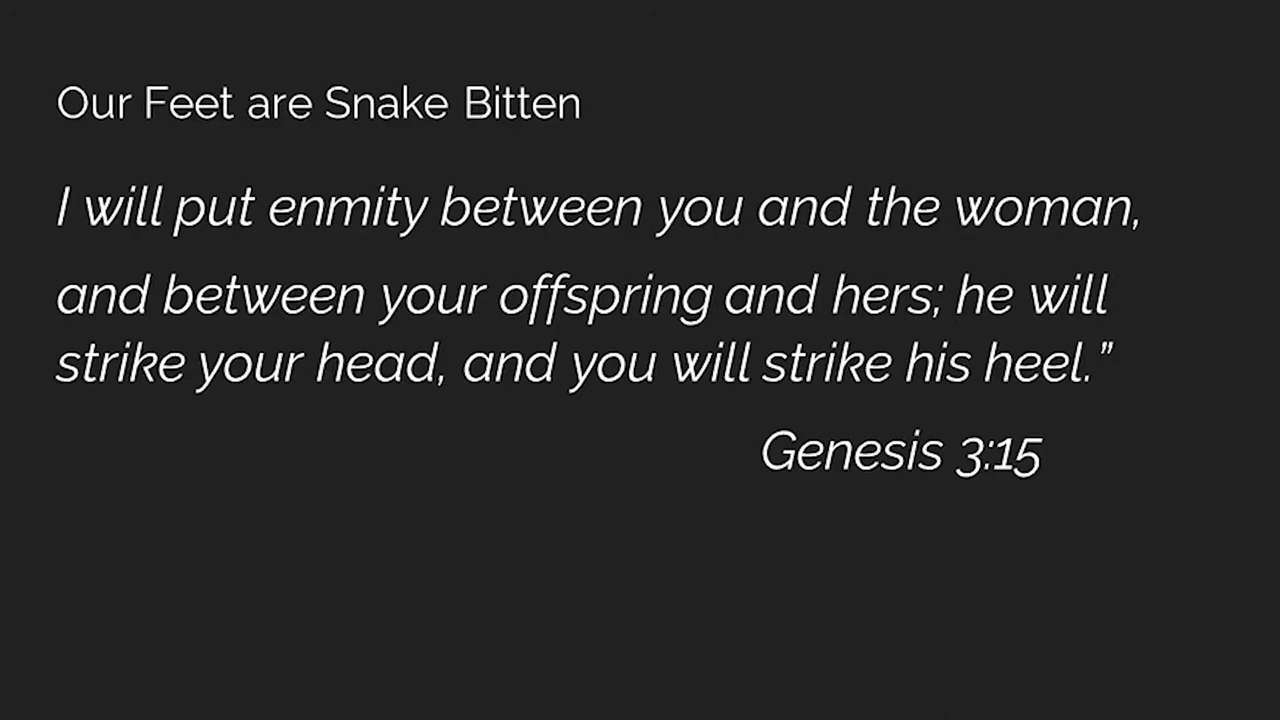 Our Feet are Snake Bitten
I will put enmity between you and the woman,
and between your offspring and hers; he will
strike your head, and you will strike his heel.”
Genesis 3:15